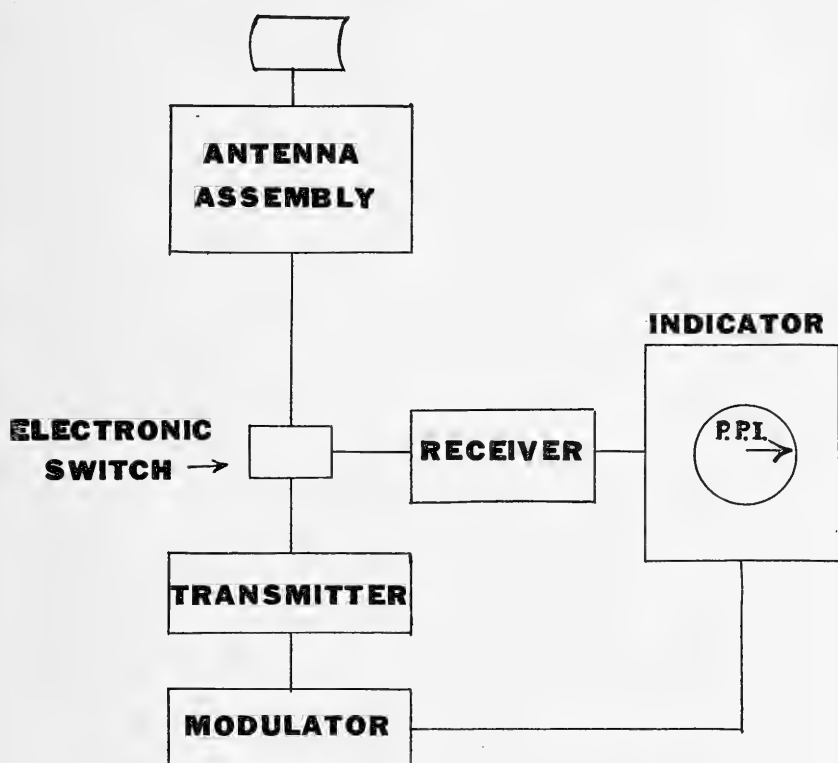 ANTENNA
ASSEMBLY
INDICATOR
P.P.I.
ELECTRONIC
SWITCH →
RECEIVER
TRANSMITTER
MODULATOR